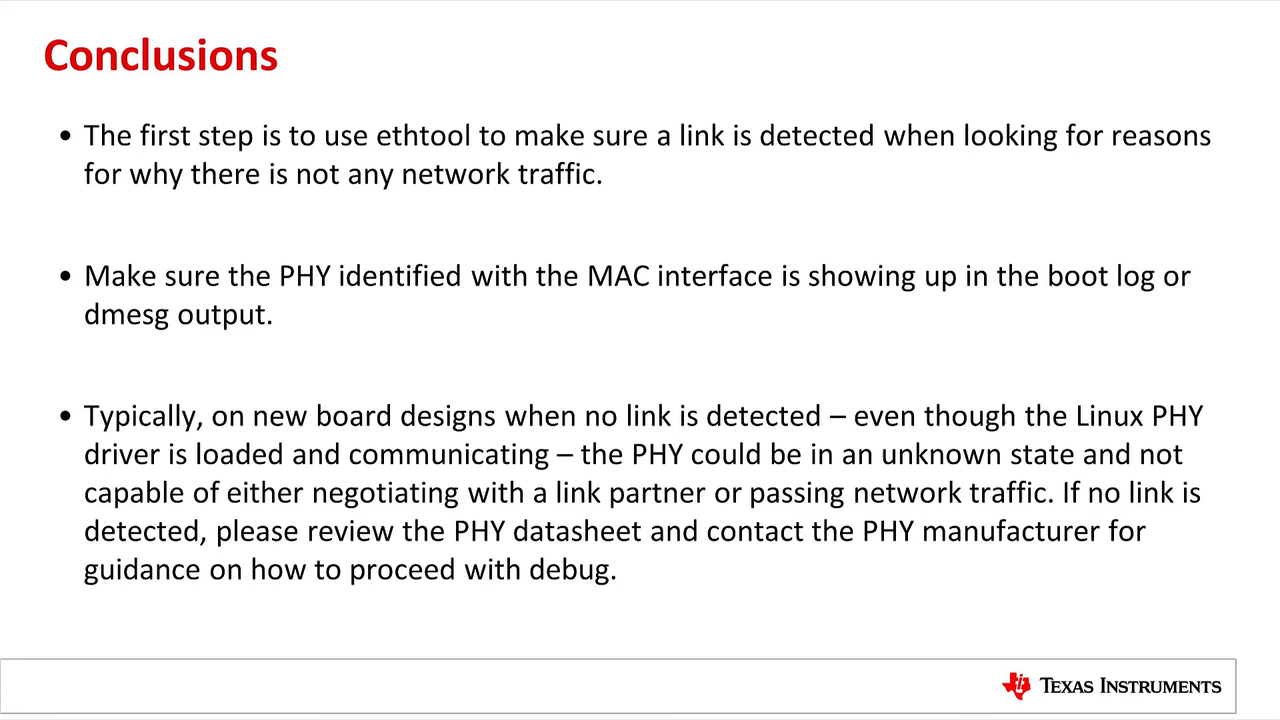 Conclusions
• The first step is to use ethtool to make sure a link is detected when looking for reasons
for why there is not any network traffic.
• Make sure the PHY identified with the MAC interface is showing up in the boot log or
dmesg output.
• Typically, on new board designs when no link is detected – even though the Linux PHY
driver is loaded and communicating – the PHY could be in an unknown state and not
capable of either negotiating with a link partner or passing network traffic. If no link is
detected, please review the PHY datasheet and contact the PHY manufacturer for
guidance on how to proceed with debug.
TEXAS INSTRUMENTS